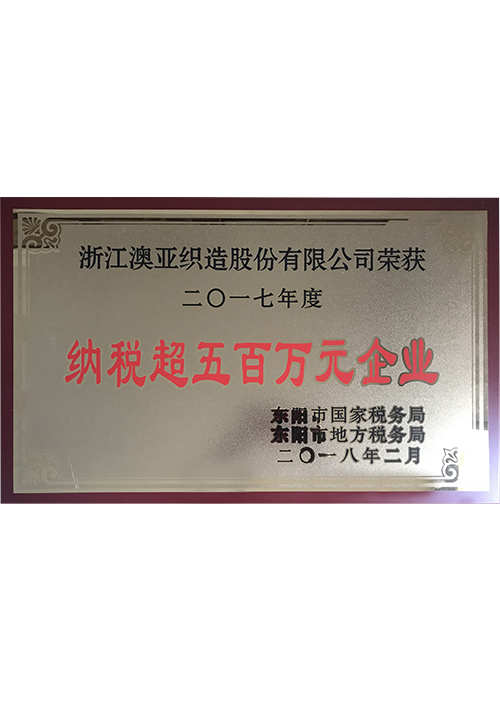 浙江澳亚织造股份有限公司荣获
二〇一七年度
纳税超五百万元企业
东阳市国家税务局
东阳市地方税务局
二〇一八年二月